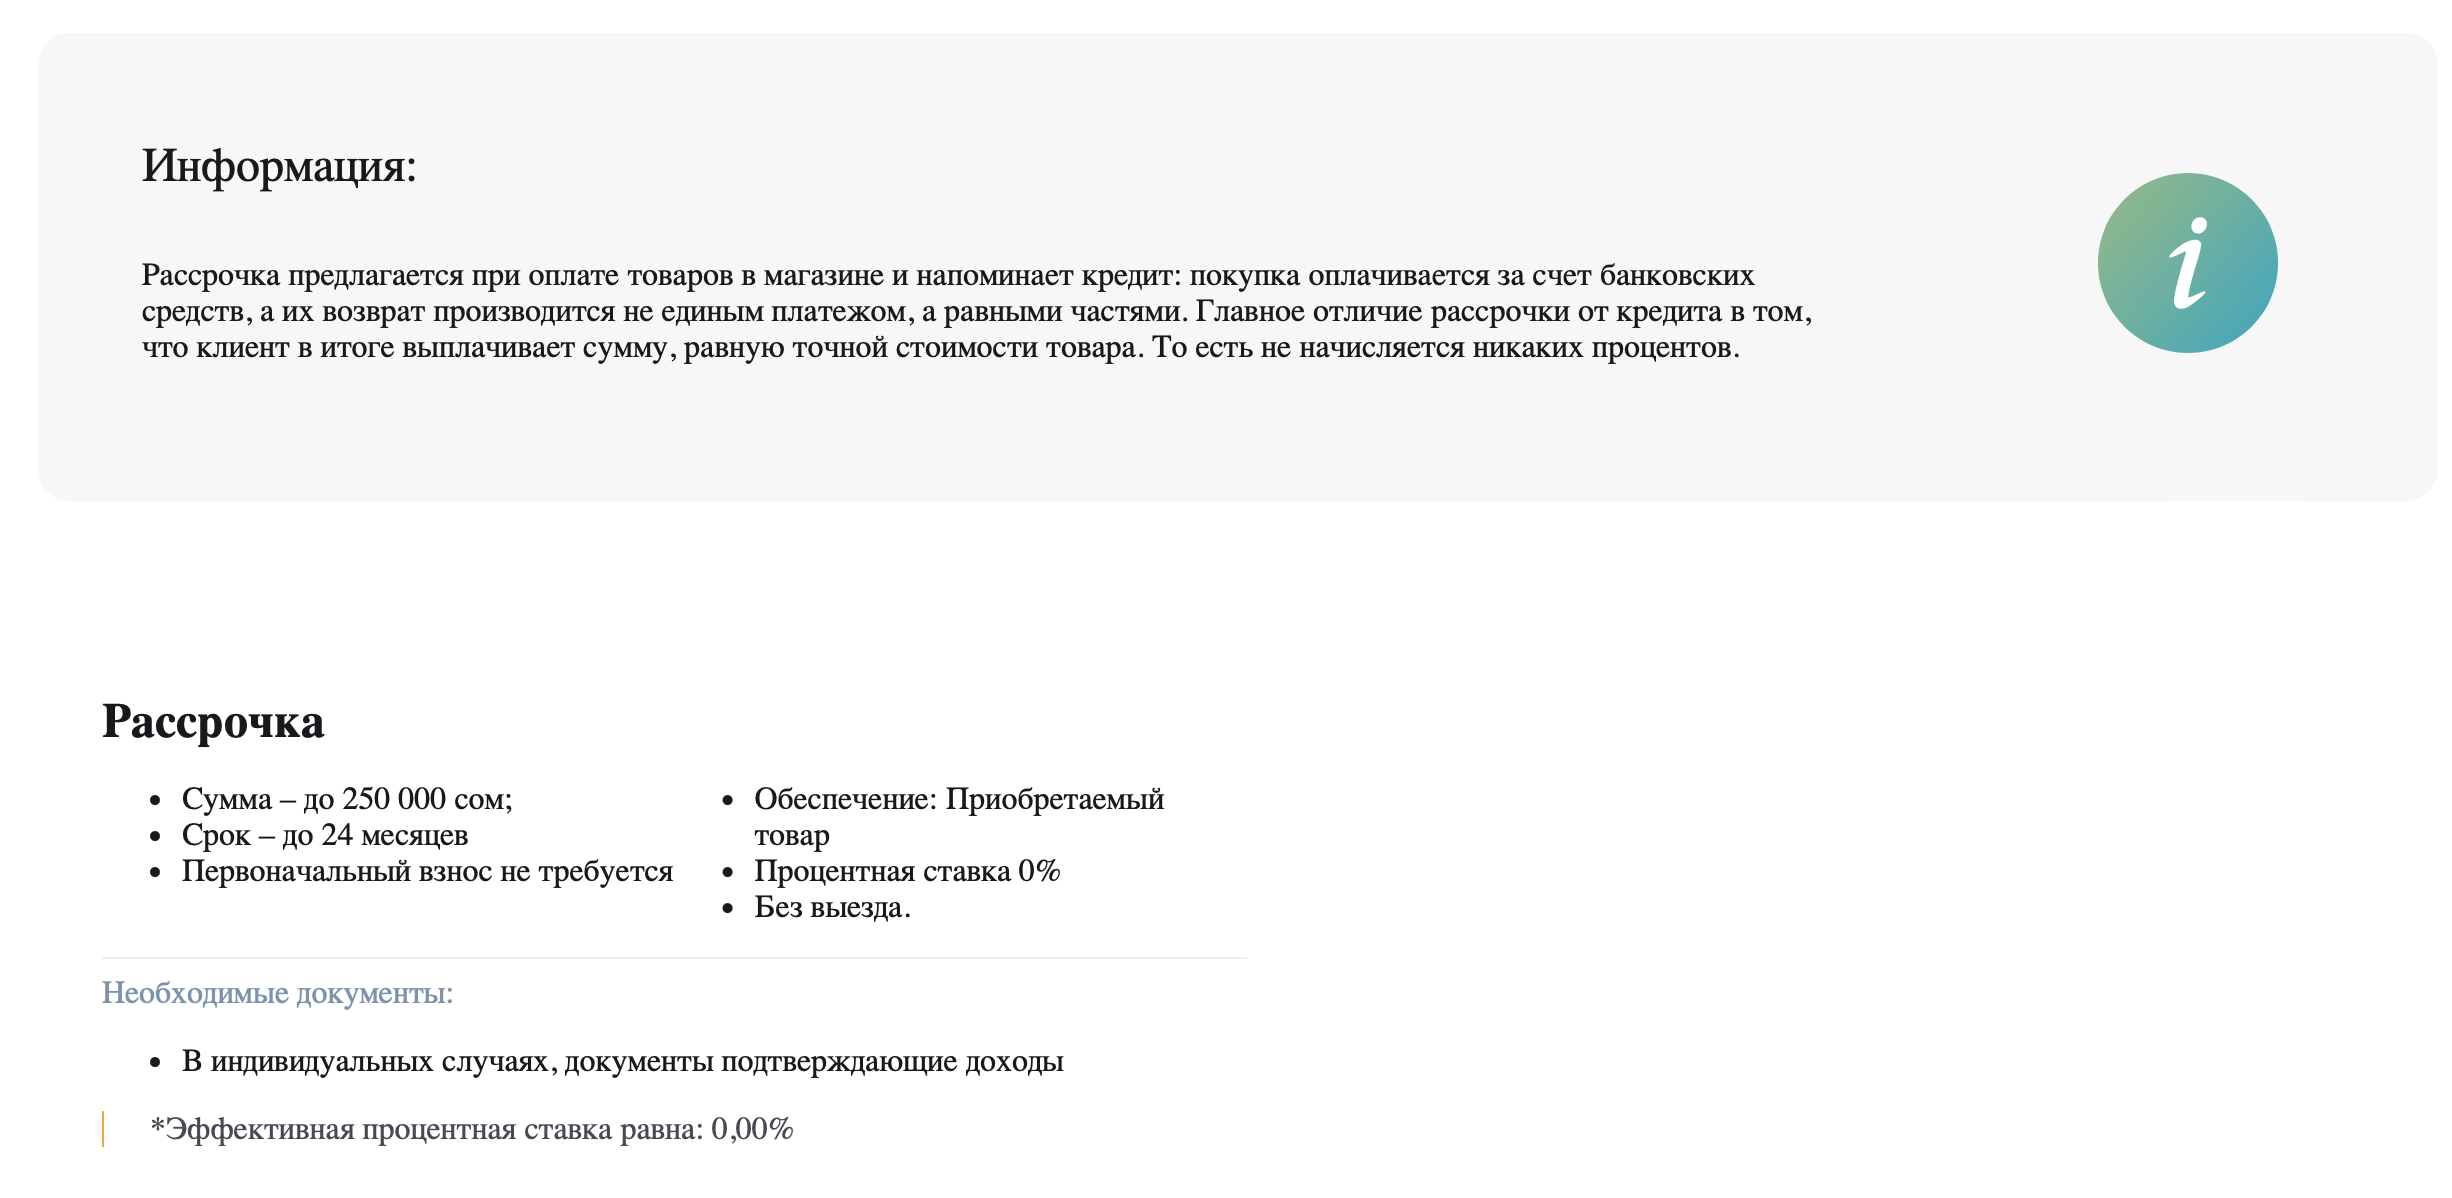 Информация:
Рассрочка предлагается при оплате товаров в магазине и напоминает кредит: покупка оплачивается за счет банковских
средств, а их возврат производится не единым платежом, а равными частями. Главное отличие рассрочки от кредита в том,
что клиент в итоге выплачивает сумму, равную точной стоимости товара. То есть не начисляется никаких процентов.
i
Рассрочка
• Сумма – до 250 000 сом;
• Срок – до 24 месяцев
• Первоначальный взнос не требуется
• Обеспечение: Приобретаемый
товар
• Процентная ставка 0%
• Без выезда.
Необходимые документы:
• В индивидуальных случаях, документы подтверждающие доходы
*Эффективная процентная ставка равна: 0,00%